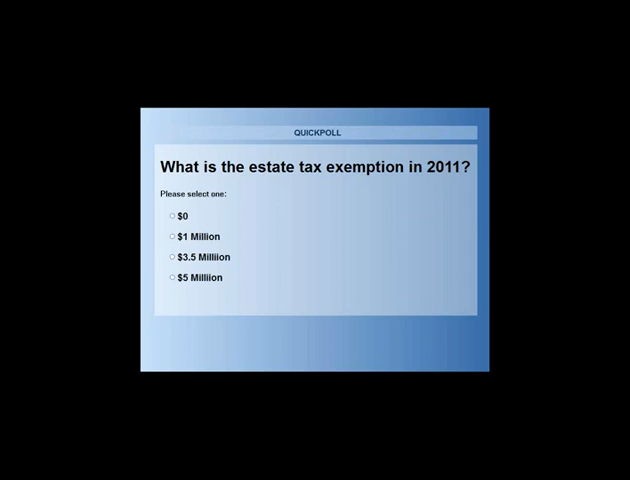 QUICKPOLL
What is the estate tax exemption in 2011?
Please select one:
$0
$1 Million
$3.5 Milliion
$5 Milliion